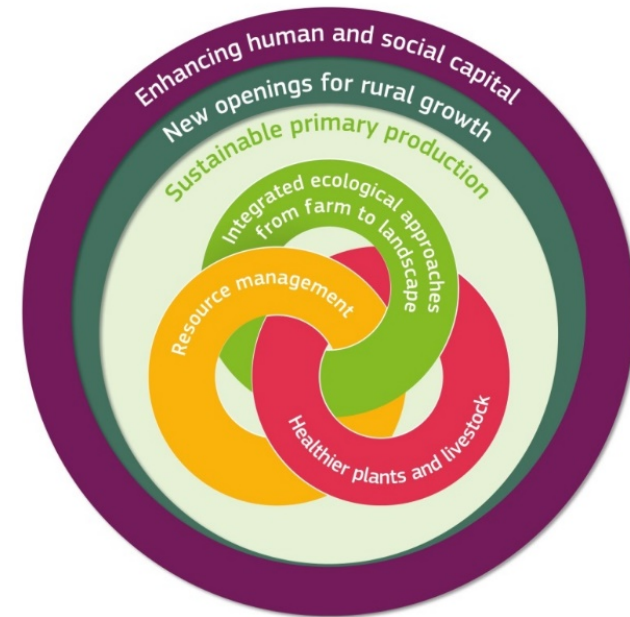 Enhancing human and social capital
New openings for rural growth
Sustainable primary production
Integrated ecological approaches
from farm to landscape
Resource management
Healthier plants and livestock